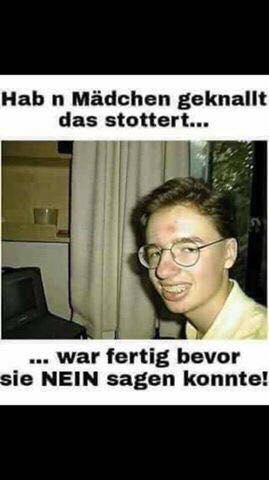 Hab n Mädchen geknallt
das stottert...
... war fertig bevor
sie NEIN sagen konnte!